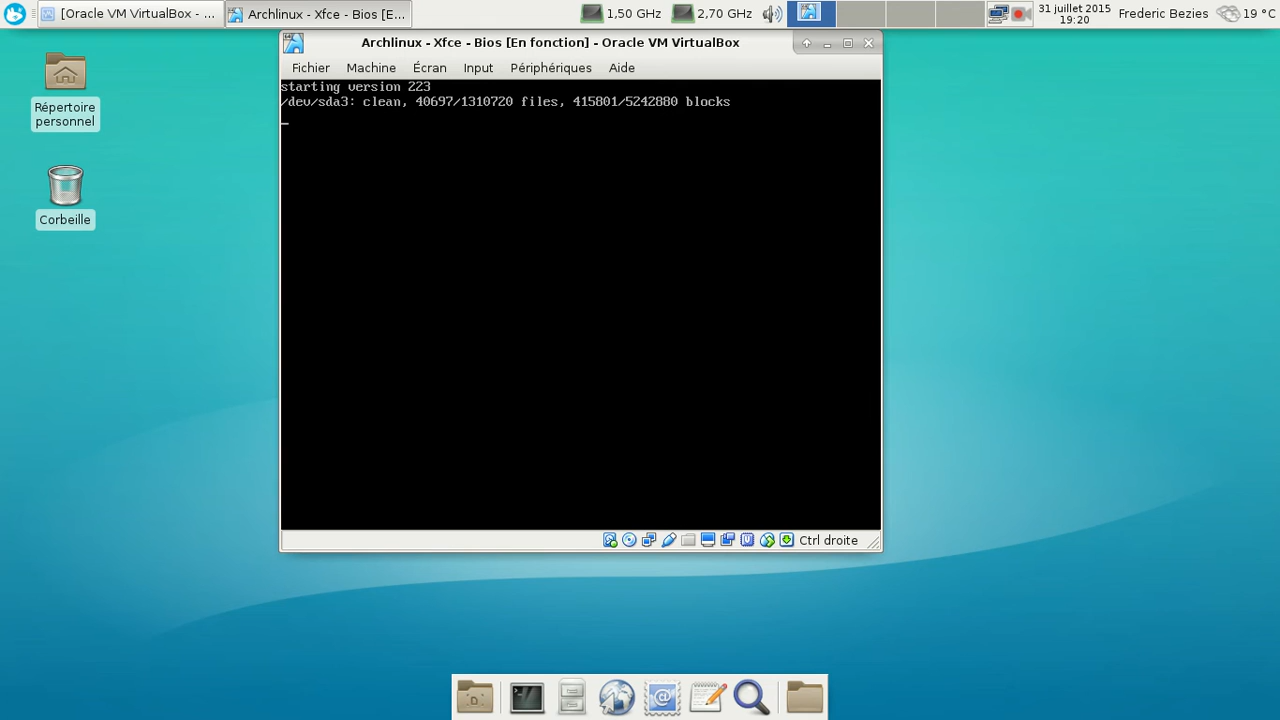 [Oracle VM VirtualBox - ...
Archlinux - Xfce - Bios [E...
1,50 GHz
2,70 GHz
31 juillet 2015
19:20
Frederic Bezies
19 °C
Archlinux - Xfce - Bios [En fonction] - Oracle VM VirtualBox
Fichier Machine Écran Input Périphériques Aide
starting version 223
/dev/sda3: clean, 40697/1310720 files, 415801/5242880 blocks
_
Répertoire
personnel
Corbeille
Ctrl droite